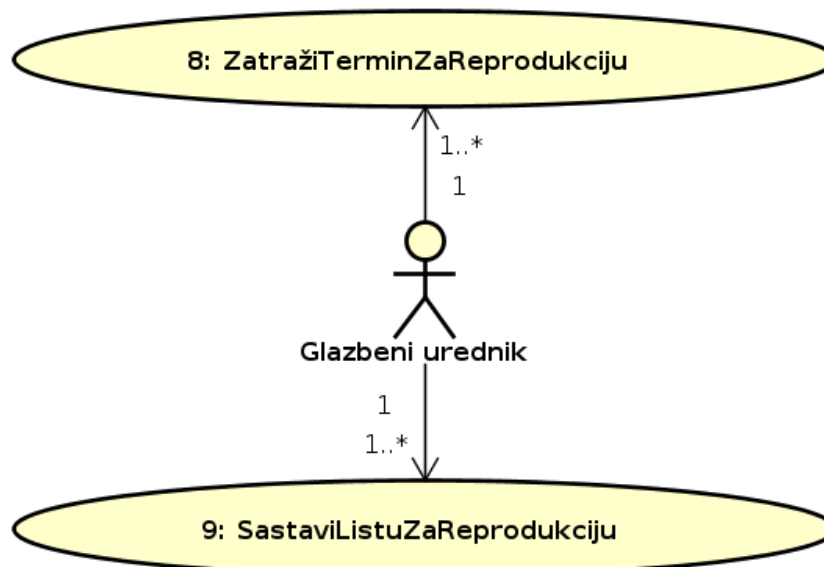 8: ZatražiTerminZaReprodukciju
1..*
1
Glazbeni urednik
1
1..*
9: SastaviListuZaReprodukciju